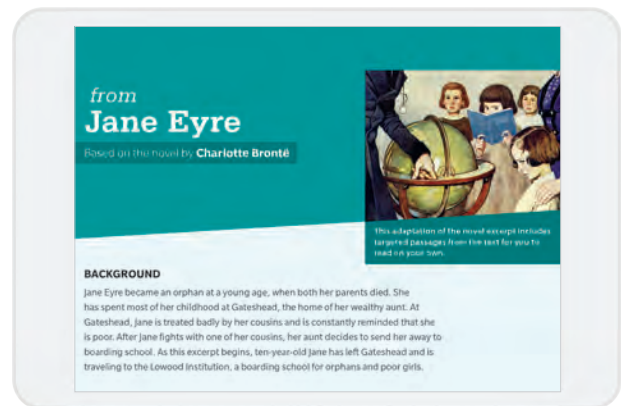 from
Jane Eyre
Based on the novel by Charlotte Brontë
This adaptation of the novel excerpt includes
targeted passages from the text for you to
read on your own.
BACKGROUND
Jane Eyre became an orphan at a young age, when both her parents died. She
has spent most of her childhood at Gateshead, the home of her wealthy aunt. At
Gateshead, Jane is treated badly by her cousins and is constantly reminded that she
is poor. After Jane fights with one of her cousins, her aunt decides to send her away to
boarding school. As this excerpt begins, ten-year-old Jane has left Gateshead and is
traveling to the Lowood Institution, a boarding school for orphans and poor girls.